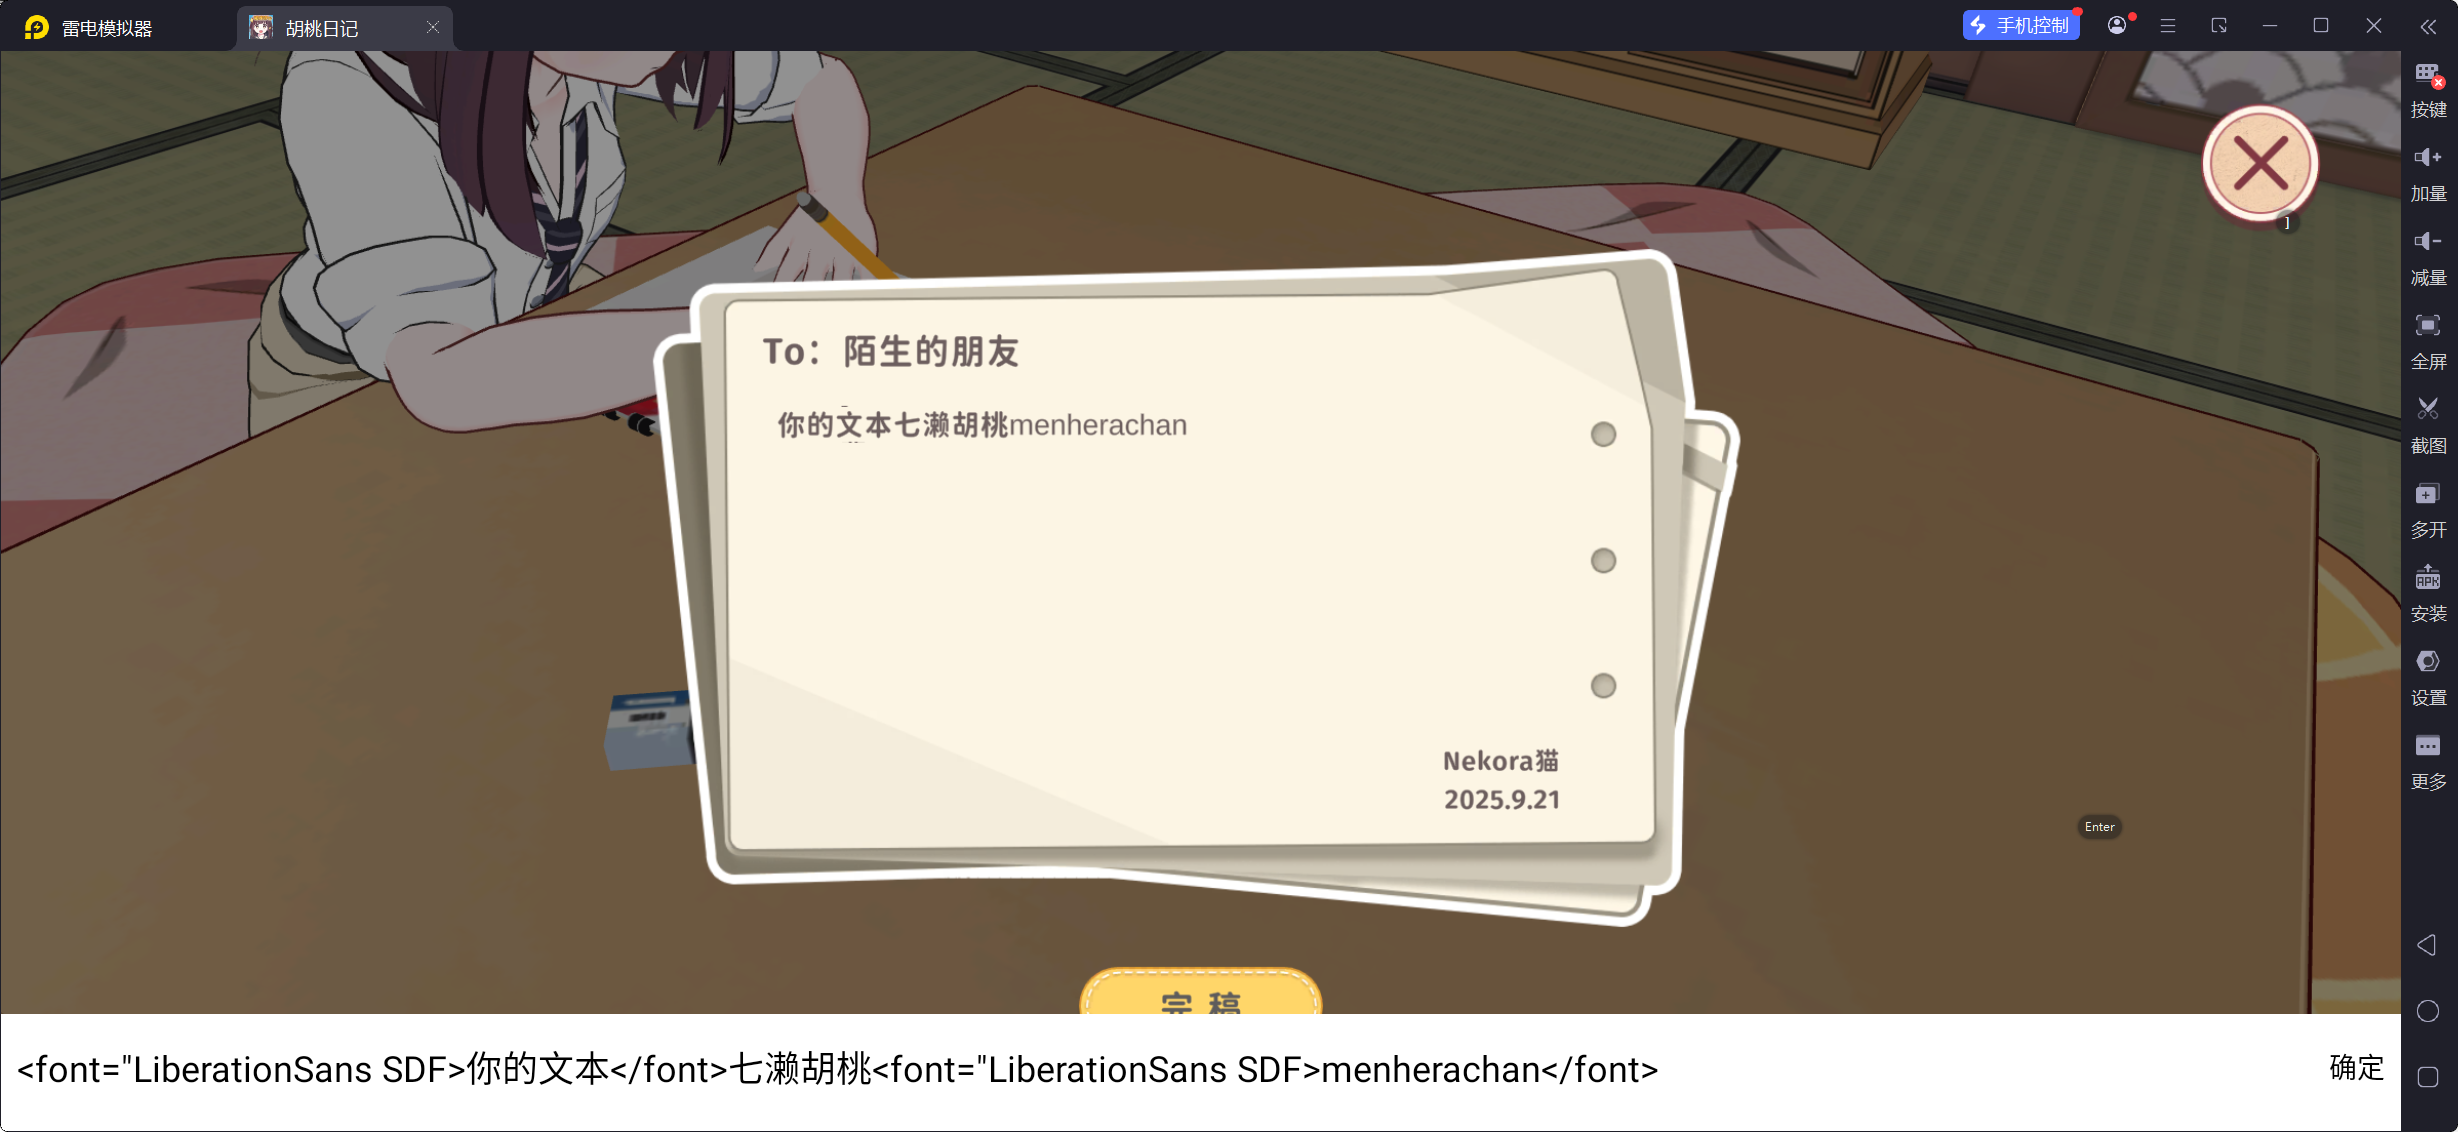 雷电模拟器
胡桃日记
手机控制
按键
加量
减量
全屏
截图
多开
APK
安装
设置
更多
]
To：陌生的朋友
你的文本七濑胡桃menherachan
Nekora猫
2025.9.21
Enter
完稿
<font="LiberationSans SDF>你的文本</font>七濑胡桃<font="LiberationSans SDF>menherachan</font>
确定